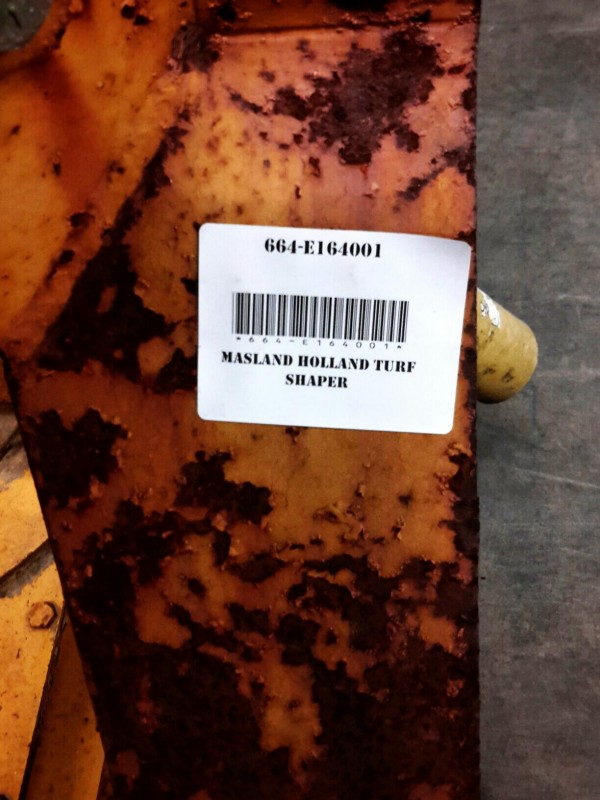 664-E164001
*664-E164001*
MASLAND HOLLAND TURF
SHAPER